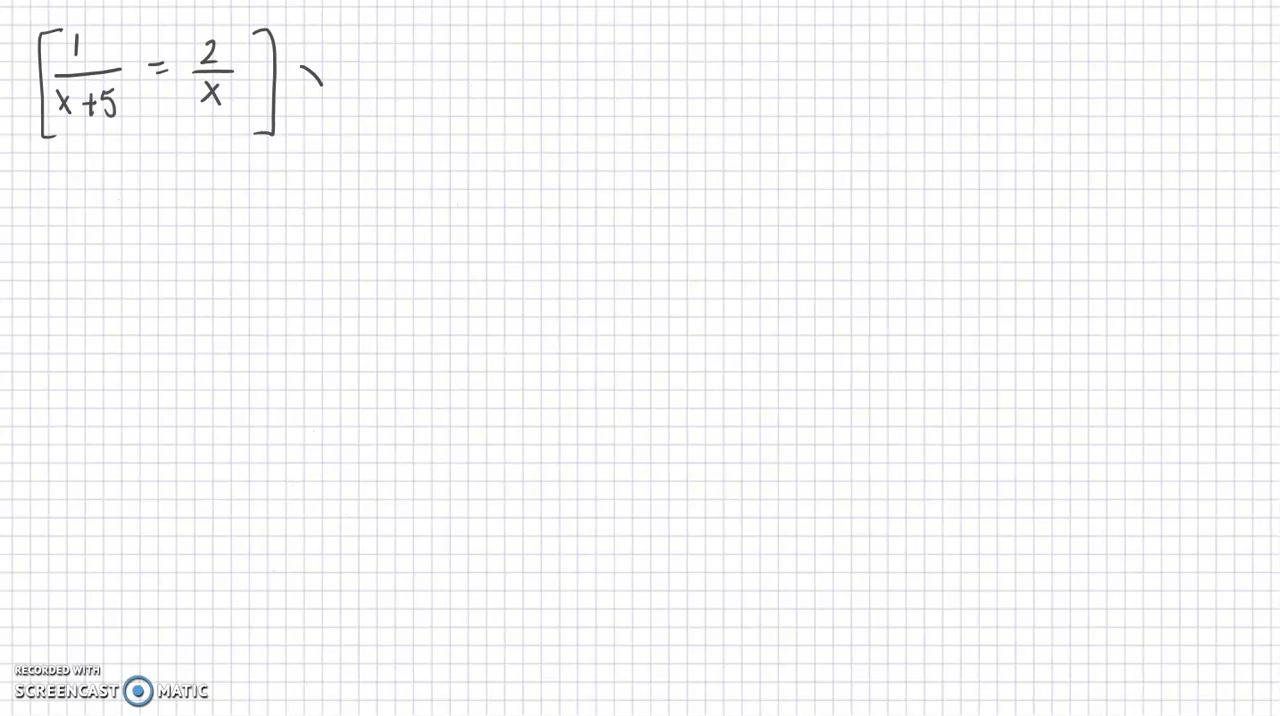 [1/(x+5) = 2/x]
RECORDED WITH
SCREENCAST MATIC